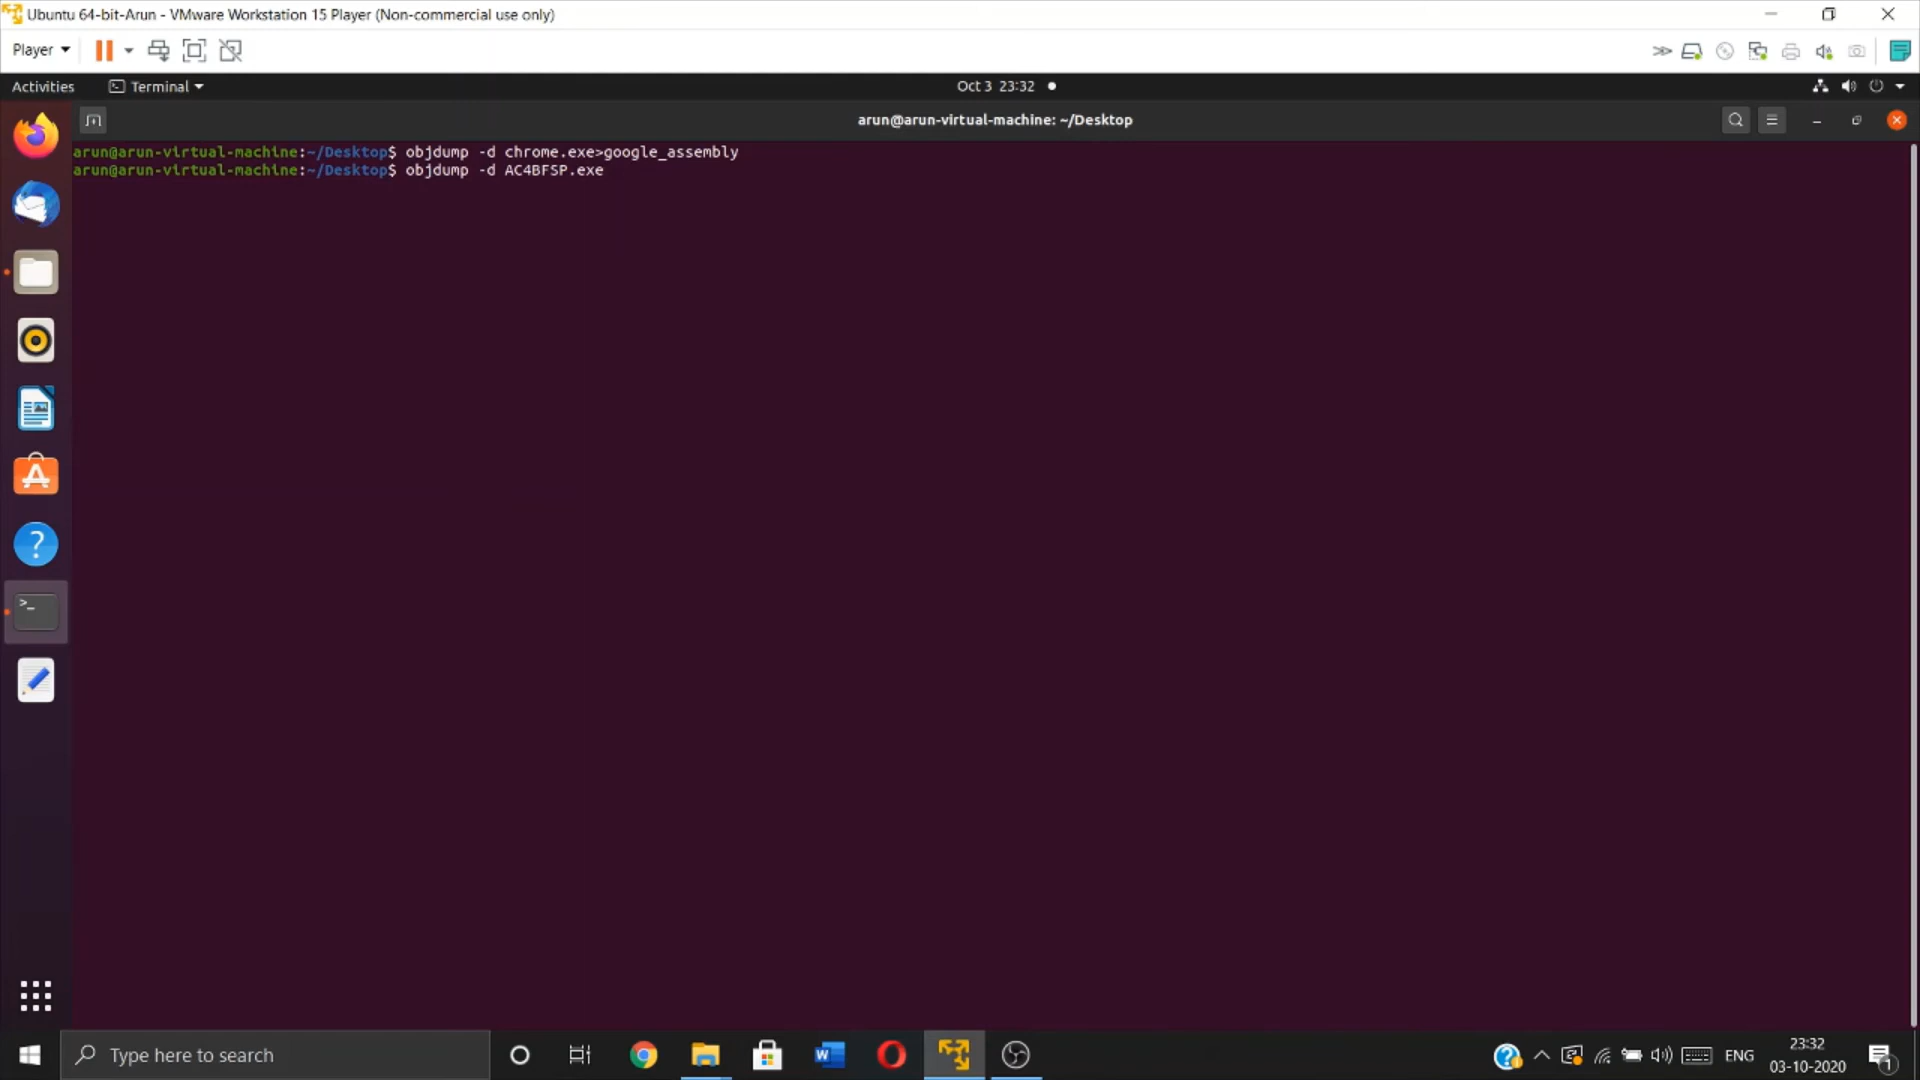 Ubuntu 64-bit-Arun - VMware Workstation 15 Player (Non-commercial use only)
Player
Activities
Terminal
Oct 3 23:32
arun@arun-virtual-machine: ~/Desktop
arun@arun-virtual-machine:~/Desktop$ objdump -d chrome.exe>google_assembly
arun@arun-virtual-machine:~/Desktop$ objdump -d AC4BFSP.exe
Type here to search
ENG
23:32
03-10-2020
1